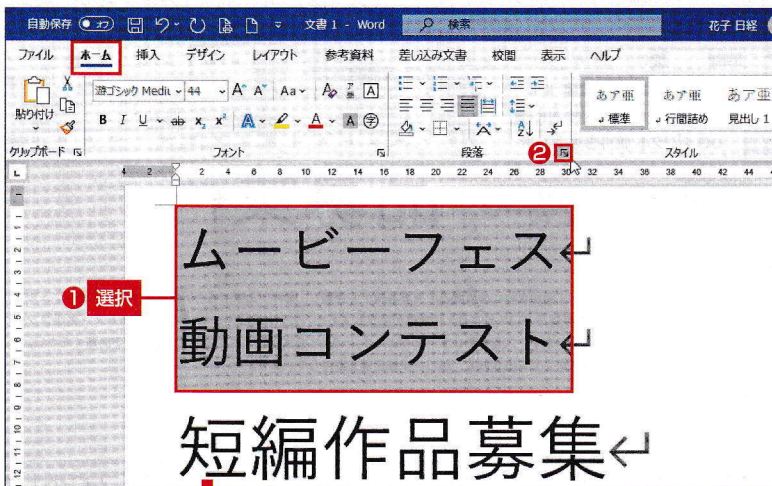 自動保存 オフ 文書 1 - Word 検索 花子 日経
ファイル ホーム 挿入 デザイン レイアウト 参考資料 差し込み文書 校閲 表示 ヘルプ
貼り付け
游ゴシック Mediu 44 A^ A˅ Aa A A
B I U ab x₂ x² A A A 字
あア亜 あア亜 あア亜
標準 行間詰め 見出し 1
クリップボード フォント 段落 ❷ スタイル
4 2 2 4 6 8 10 12 14 16 18 20 22 24 26 28 30 32 34 36 38 40 42 44
ムービーフェス
❶ 選択
動画コンテスト
短編作品募集